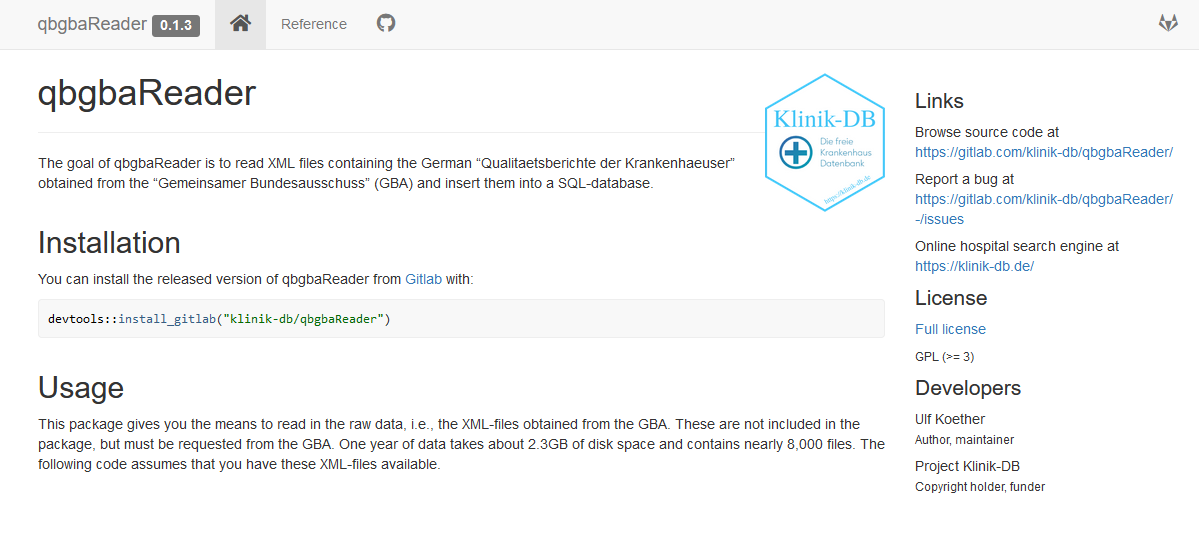 qbgbaReader 0.1.3 Reference
qbgbaReader
Klinik-DB
Die freie
Krankenhaus
Datenbank
https://klinik-db.de
The goal of qbgbaReader is to read XML files containing the German “Qualitaetsberichte der Krankenhaeuser”
obtained from the “Gemeinsamer Bundesausschuss” (GBA) and insert them into a SQL-database.
Installation
You can install the released version of qbgbaReader from Gitlab with:
devtools::install_gitlab("klinik-db/qbgbaReader")
Usage
This package gives you the means to read in the raw data, i.e., the XML-files obtained from the GBA. These are not included in the
package, but must be requested from the GBA. One year of data takes about 2.3GB of disk space and contains nearly 8,000 files. The
following code assumes that you have these XML-files available.
Links
Browse source code at
https://gitlab.com/klinik-db/qbgbaReader/
Report a bug at
https://gitlab.com/klinik-db/qbgbaReader/
-/issues
Online hospital search engine at
https://klinik-db.de/
License
Full license
GPL (>= 3)
Developers
Ulf Koether
Author, maintainer
Project Klinik-DB
Copyright holder, funder